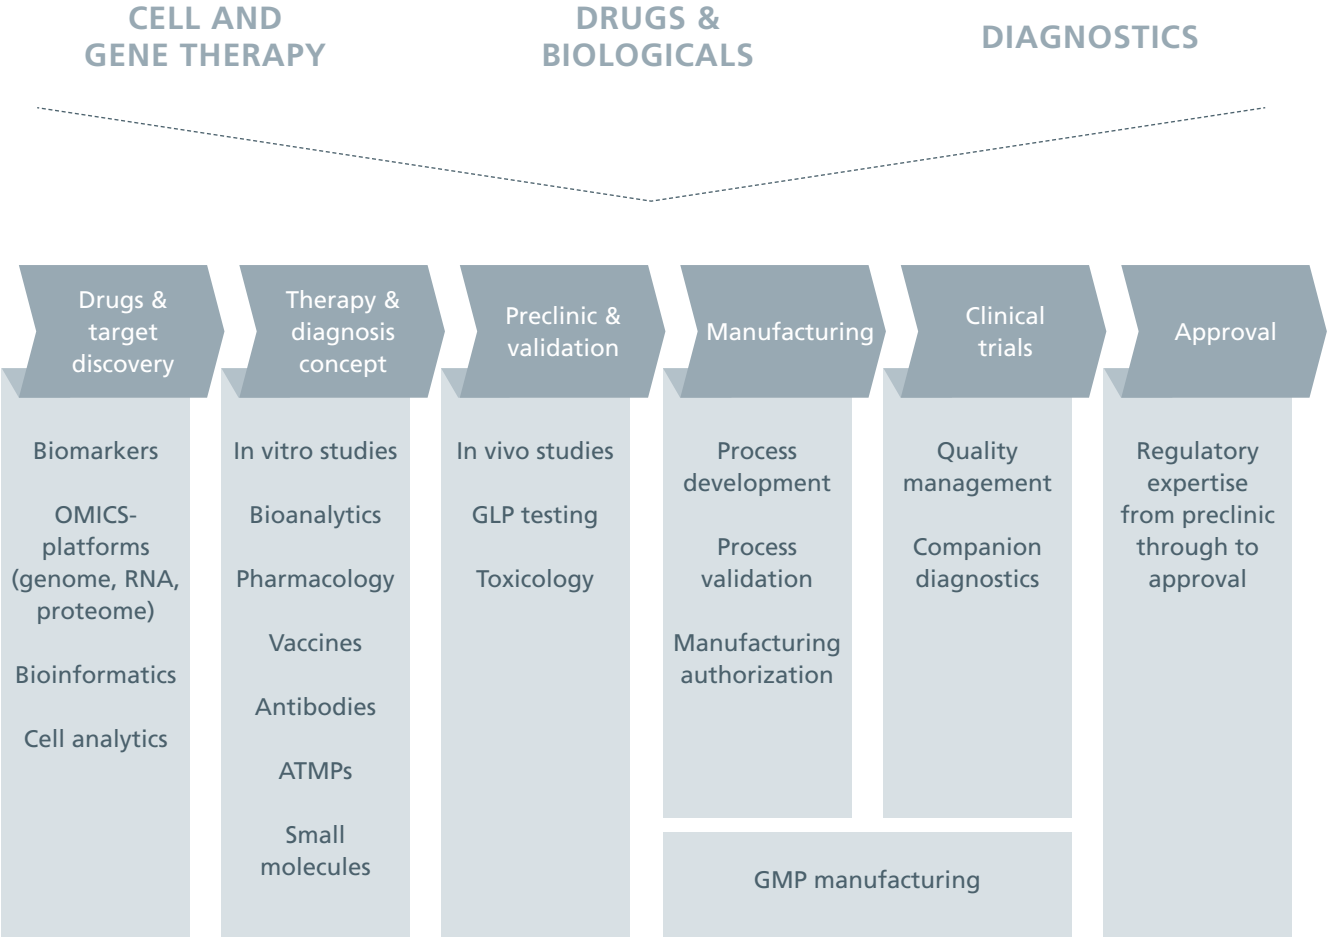 CELL AND
GENE THERAPY
DRUGS &
BIOLOGICALS
DIAGNOSTICS
Drugs &
target
discovery
Therapy &
diagnosis
concept
Preclinic &
validation
Manufacturing
Clinical
trials
Approval
Biomarkers
OMICS-
platforms
(genome, RNA,
proteome)
Bioinformatics
Cell analytics
In vitro studies
Bioanalytics
Pharmacology
Vaccines
Antibodies
ATMPs
Small
molecules
In vivo studies
GLP testing
Toxicology
Process
development
Process
validation
Manufacturing
authorization
Quality
management
Companion
diagnostics
GMP manufacturing
Regulatory
expertise
from preclinic
through to
approval